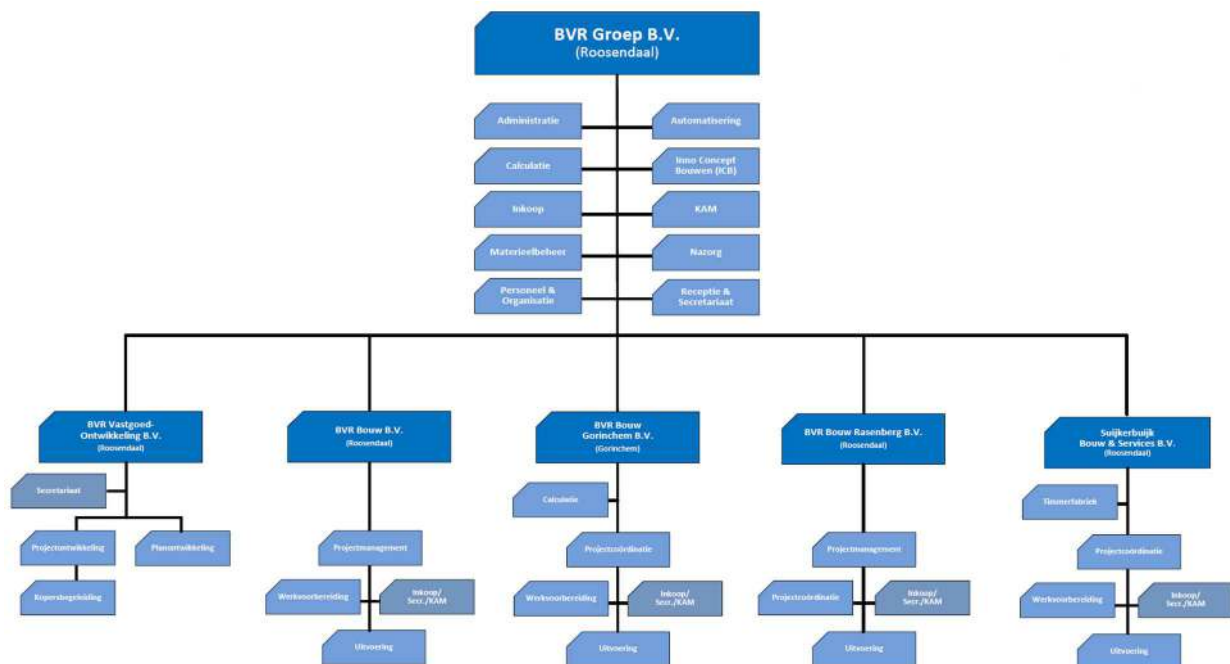 BVR Groep B.V.
(Roosendaal)
Administratie
Automatisering
Calculatie
Inno Concept
Bouwen (ICB)
Inkoop
KAM
Materieelbeheer
Nazorg
Personeel &
Organisatie
Receptie &
Secretariaat
BVR Vastgoed-
Ontwikkeling B.V.
(Roosendaal)
BVR Bouw B.V.
(Roosendaal)
BVR Bouw
Gorinchem B.V.
(Gorinchem)
BVR Bouw Rasenberg B.V.
(Roosendaal)
Suijkerbuijk
Bouw & Services B.V.
(Roosendaal)
Secretariaat
Calculatie
Timmerfabriek
Projectontwikkeling
Planontwikkeling
Projectmanagement
Projectcoördinatie
Projectmanagement
Projectcoördinatie
Kopersbegeleiding
Werkvoorbereiding
Inkoop/
Secr./KAM
Werkvoorbereiding
Inkoop/
Secr./KAM
Projectcoördinatie
Inkoop/
Secr./KAM
Werkvoorbereiding
Inkoop/
Secr./KAM
Uitvoering
Uitvoering
Uitvoering
Uitvoering